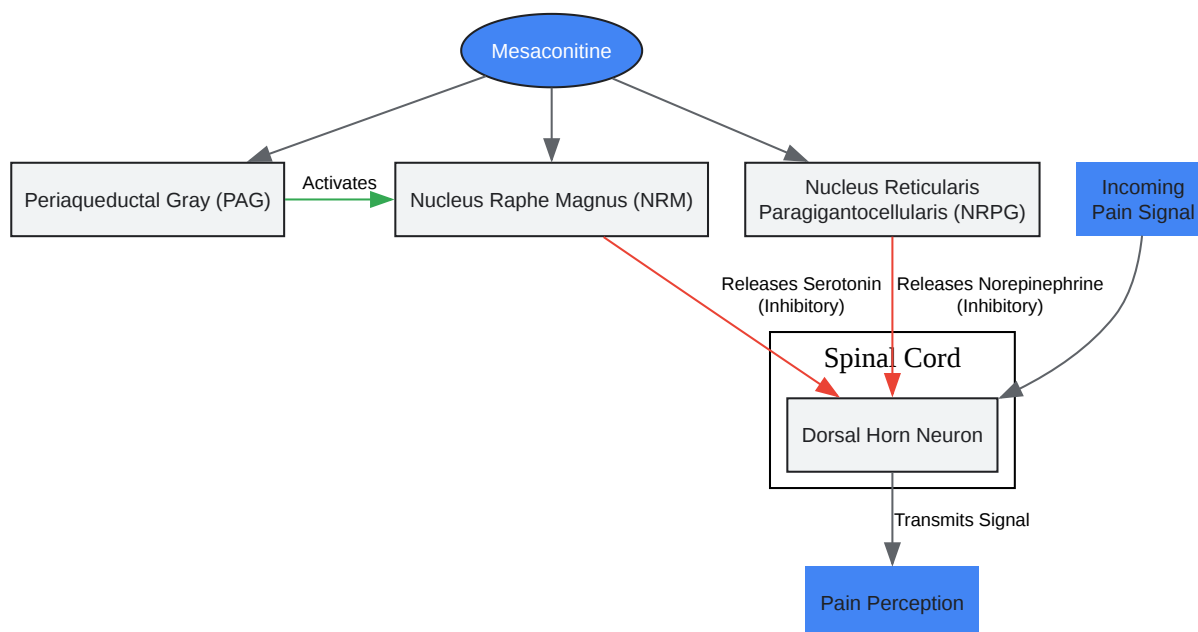 Mesaconitine
Periaqueductal Gray (PAG)
Activates
Nucleus Raphe Magnus (NRM)
Nucleus Reticularis
Paragigantocellularis (NRPG)
Incoming
Pain Signal
Releases Serotonin
(Inhibitory)
Releases Norepinephrine
(Inhibitory)
Spinal Cord
Dorsal Horn Neuron
Transmits Signal
Pain Perception